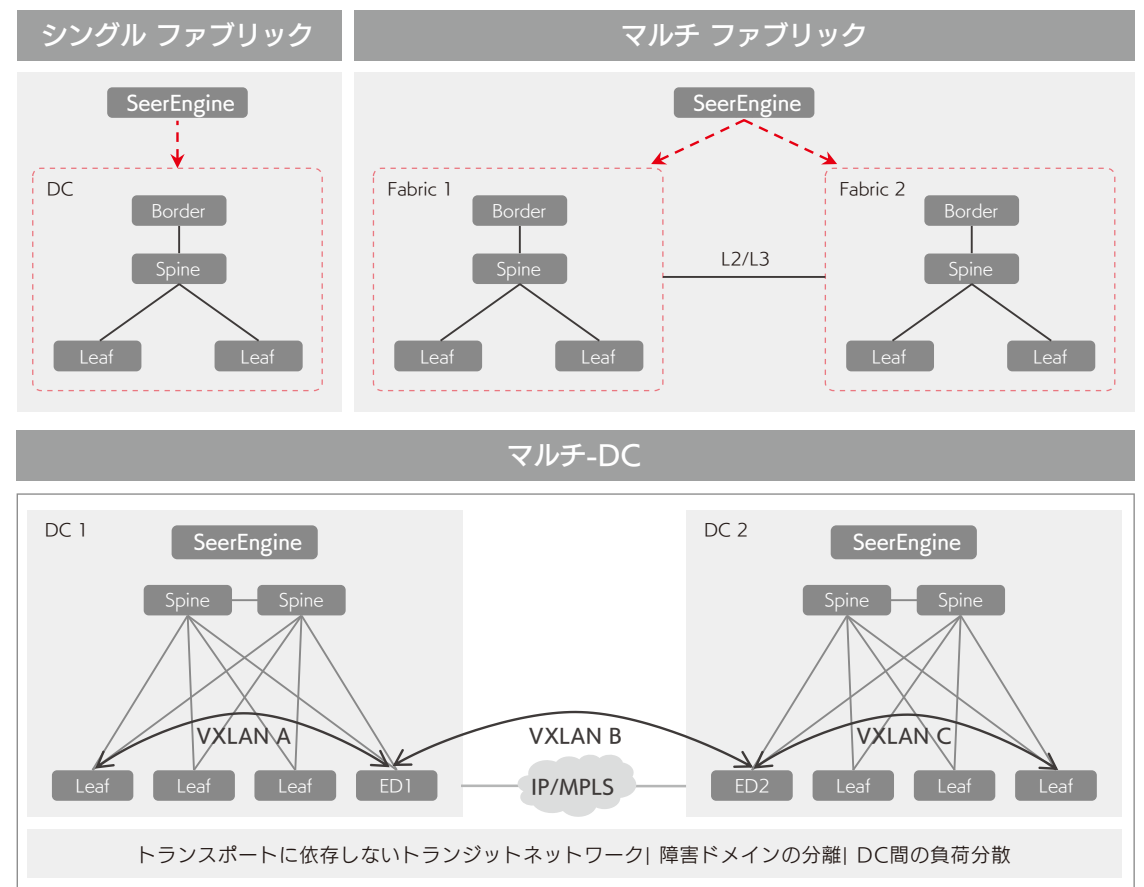 シングル ファブリック
マルチ ファブリック
SeerEngine
DC
Border
Spine
Leaf
Leaf
SeerEngine
Fabric 1
Border
Spine
Leaf
Leaf
L2/L3
Fabric 2
Border
Spine
Leaf
Leaf
マルチ-DC
DC 1
SeerEngine
Spine
Spine
VXLAN A
Leaf
Leaf
Leaf
ED1
VXLAN B
IP/MPLS
DC 2
SeerEngine
Spine
Spine
VXLAN C
ED2
Leaf
Leaf
Leaf
トランスポートに依存しないトランジットネットワーク| 障害ドメインの分離| DC間の負荷分散